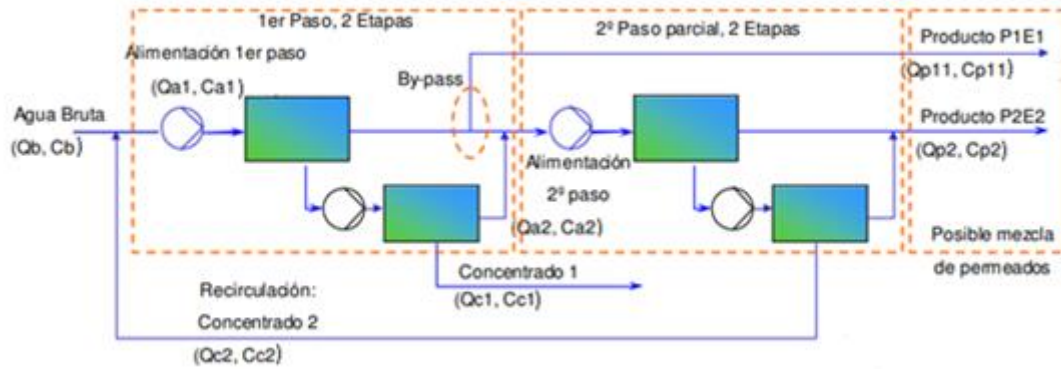 1er Paso, 2 Etapas
2º Paso parcial, 2 Etapas
Producto P1E1
(Qp11, Cp11)
Alimentación 1er paso
(Qa1, Ca1)
By-pass
Agua Bruta
(Qb, Cb)
Producto P2E2
(Qp2, Cp2)
Alimentación
2º paso
(Qa2, Ca2)
Posible mezcla
de permeados
Concentrado 1
(Qc1, Cc1)
Recirculación:
Concentrado 2
(Qc2, Cc2)